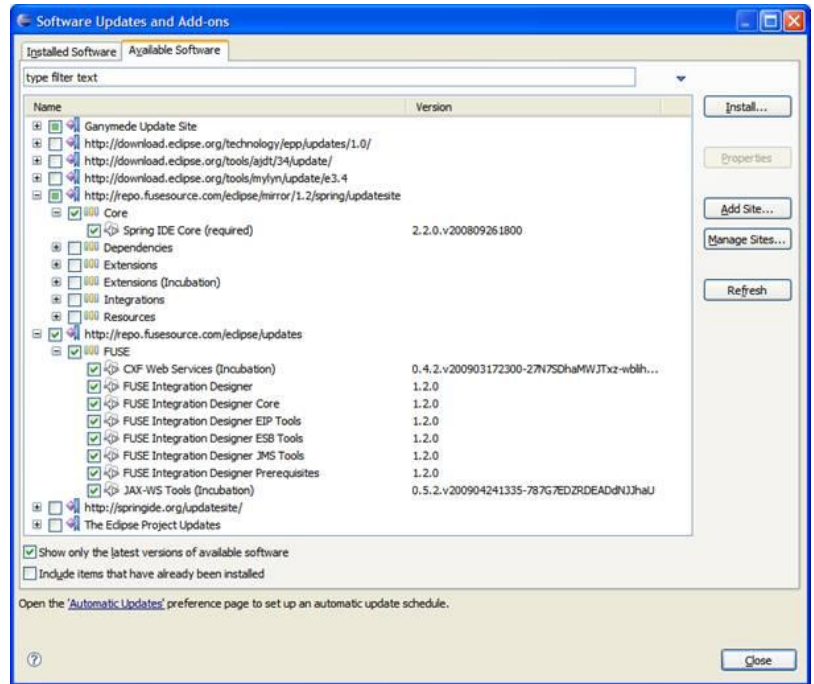 Software Updates and Add-ons
Installed Software Available Software
type filter text
Name Version Install...
Ganymede Update Site
http://download.eclipse.org/technology/epp/updates/1.0/
http://download.eclipse.org/tools/ajdt/34/update/ Properties
http://download.eclipse.org/tools/mylyn/update/e3.4
http://repo.fusesource.com/eclipse/mirror/1.2/spring/updatesite
Core Add Site...
Spring IDE Core (required) 2.2.0.v200809261800
Dependencies Manage Sites...
Extensions
Extensions (Incubation)
Integrations Refresh
Resources
http://repo.fusesource.com/eclipse/updates
FUSE
CXF Web Services (Incubation) 0.4.2.v200903172300-27N7SDhaMWJTxz-wblih...
FUSE Integration Designer 1.2.0
FUSE Integration Designer Core 1.2.0
FUSE Integration Designer EIP Tools 1.2.0
FUSE Integration Designer ESB Tools 1.2.0
FUSE Integration Designer JMS Tools 1.2.0
FUSE Integration Designer Prerequisites 1.2.0
JAX-WS Tools (Incubation) 0.5.2.v200904241335-787G7EDZRDEADdNJJhaU
http://springide.org/updatesite/
The Eclipse Project Updates
Show only the latest versions of available software
Include items that have already been installed
Open the 'Automatic Updates' preference page to set up an automatic update schedule.
? Close